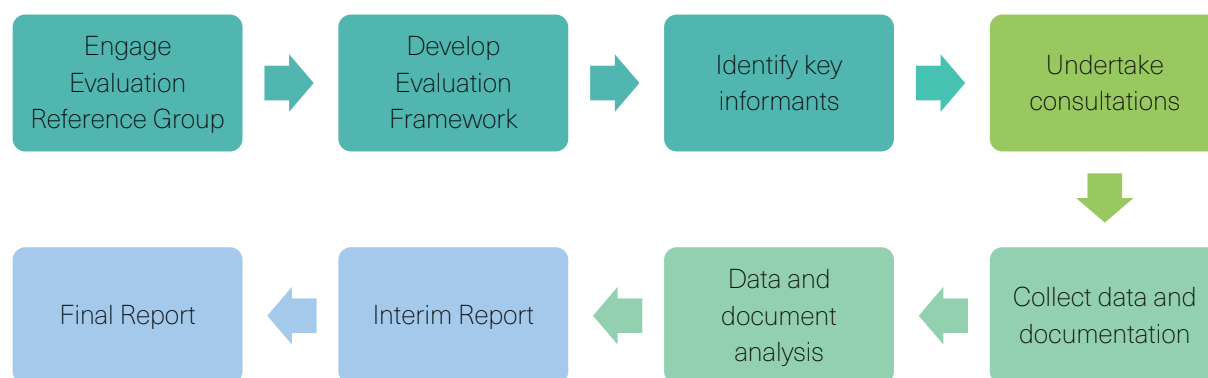 Engage
Evaluation
Reference Group
Develop
Evaluation
Framework
Identify key
informants
Undertake
consultations
Final Report
Interim Report
Data and
document
analysis
Collect data and
documentation